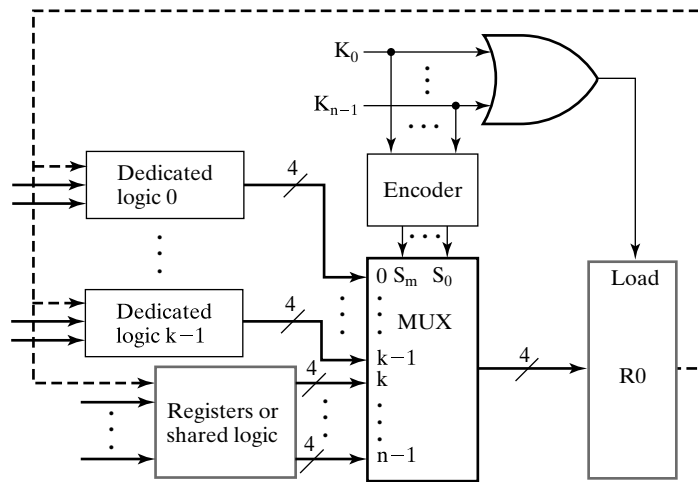 K0
Kn−1
Dedicated
logic 0
4
Encoder
0 Sm S0
MUX
Load
Dedicated
logic k−1
4
k−1
4
k
4
R0
Registers or
shared logic
4
n−1